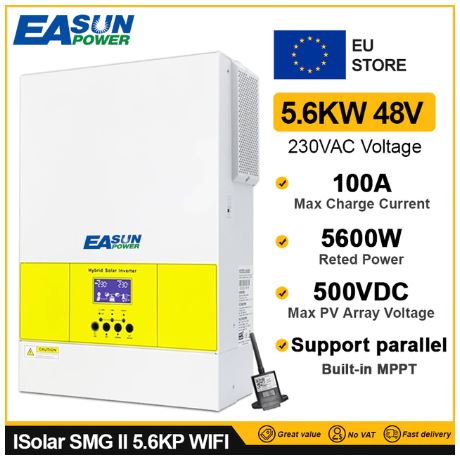 EASUN
POWER
EU
STORE
5.6KW 48V
230VAC Voltage
100A
Max Charge Current
5600W
Reted Power
500VDC
Max PV Array Voltage
Support parallel
Built-in MPPT
EASUN
POWER
Hybrid Solar Inverter
230
230
CAUTION
ISolar SMG II 5.6KP WIFI
Great value
No VAT
Fast delivery